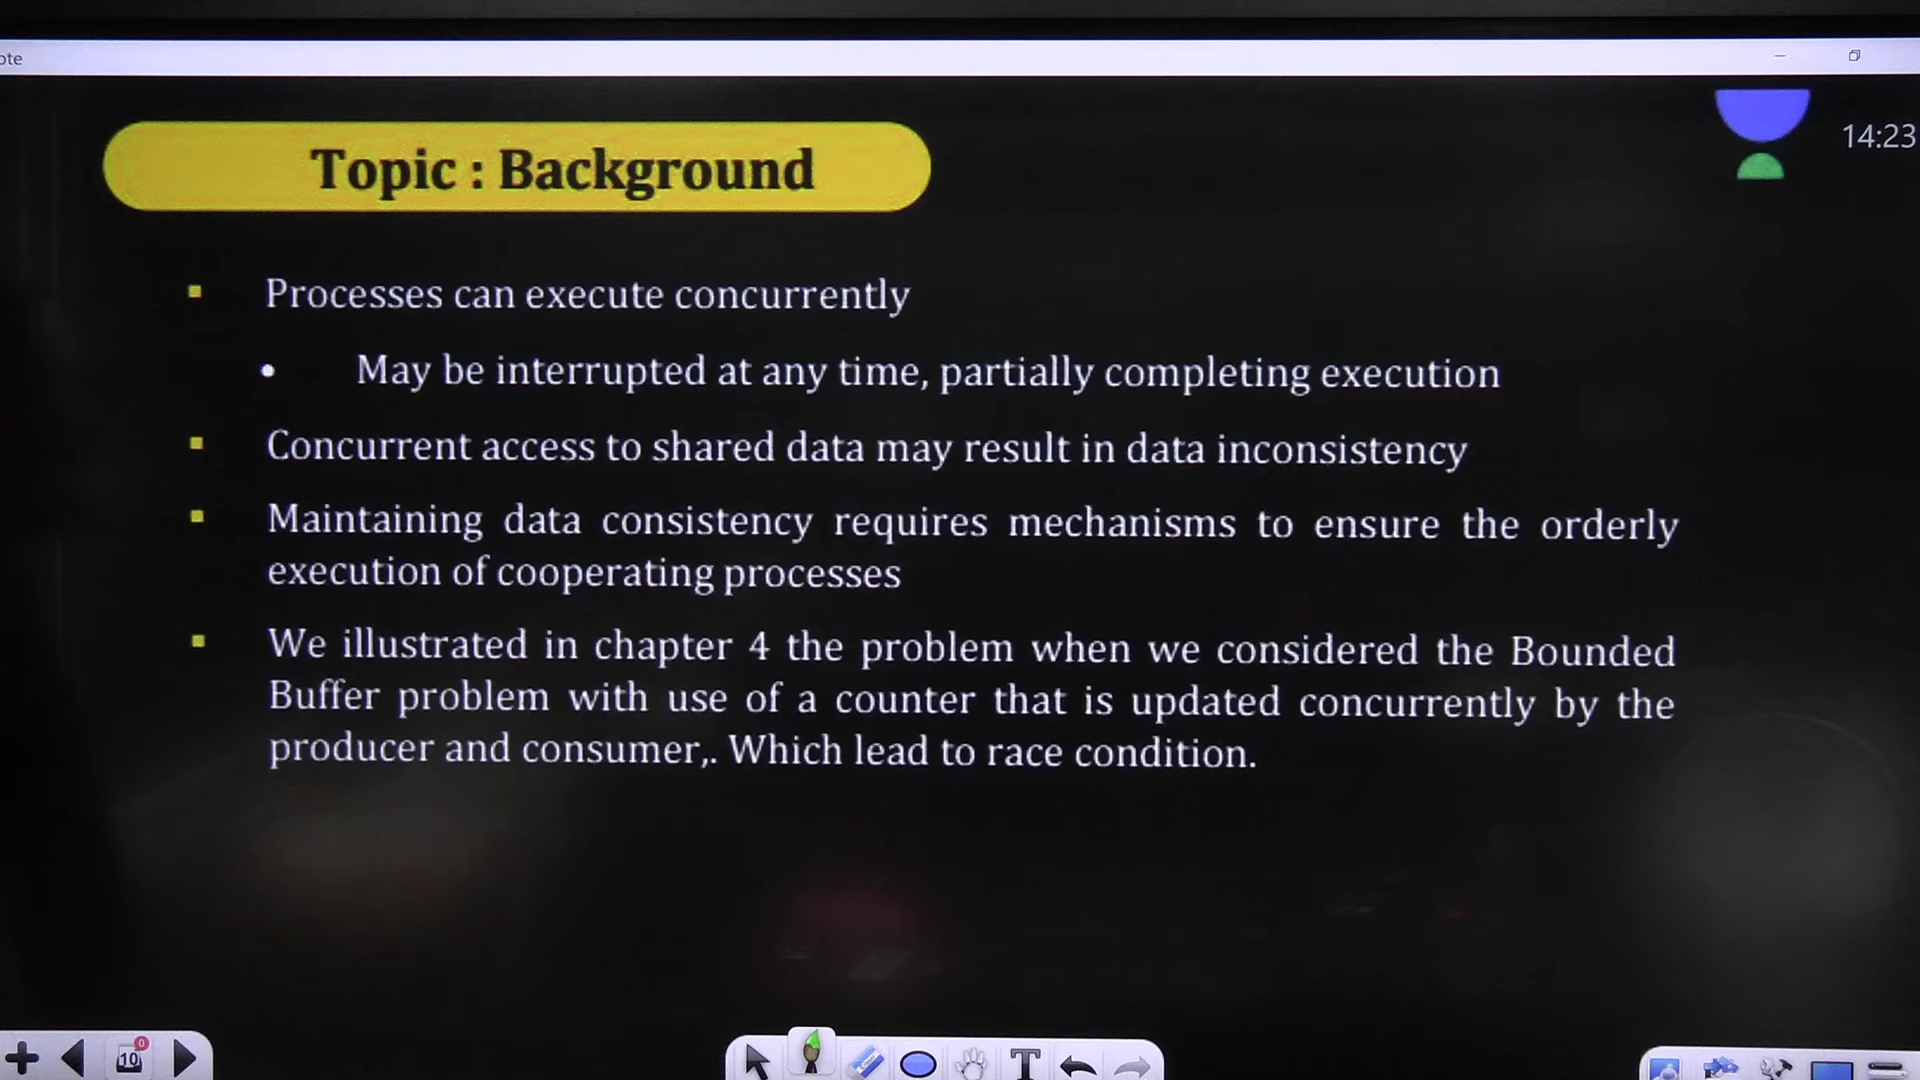 ote
14:23
Topic : Background
▪ Processes can execute concurrently
• May be interrupted at any time, partially completing execution
▪ Concurrent access to shared data may result in data inconsistency
▪ Maintaining data consistency requires mechanisms to ensure the orderly
execution of cooperating processes
▪ We illustrated in chapter 4 the problem when we considered the Bounded
Buffer problem with use of a counter that is updated concurrently by the
producer and consumer,. Which lead to race condition.
10
0
T